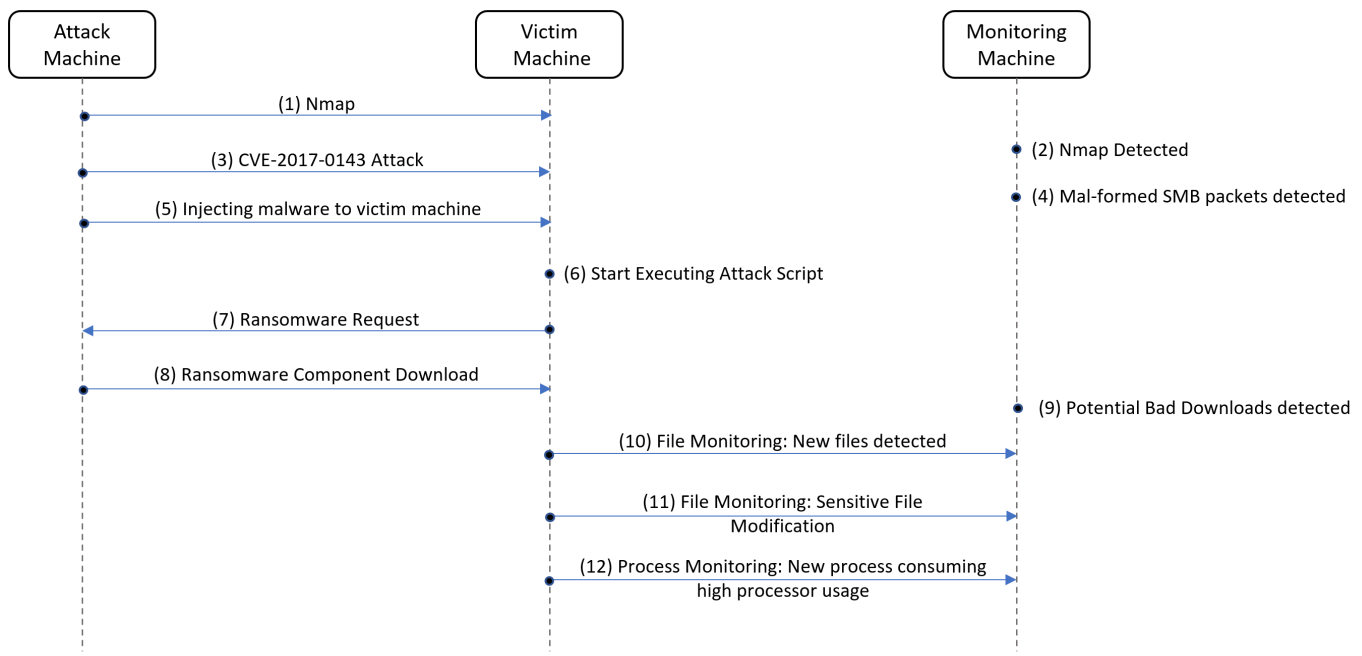 Attack
Machine
Victim
Machine
Monitoring
Machine
(1) Nmap
(2) Nmap Detected
(3) CVE-2017-0143 Attack
(4) Mal-formed SMB packets detected
(5) Injecting malware to victim machine
(6) Start Executing Attack Script
(7) Ransomware Request
(8) Ransomware Component Download
(9) Potential Bad Downloads detected
(10) File Monitoring: New files detected
(11) File Monitoring: Sensitive File
Modification
(12) Process Monitoring: New process consuming
high processor usage